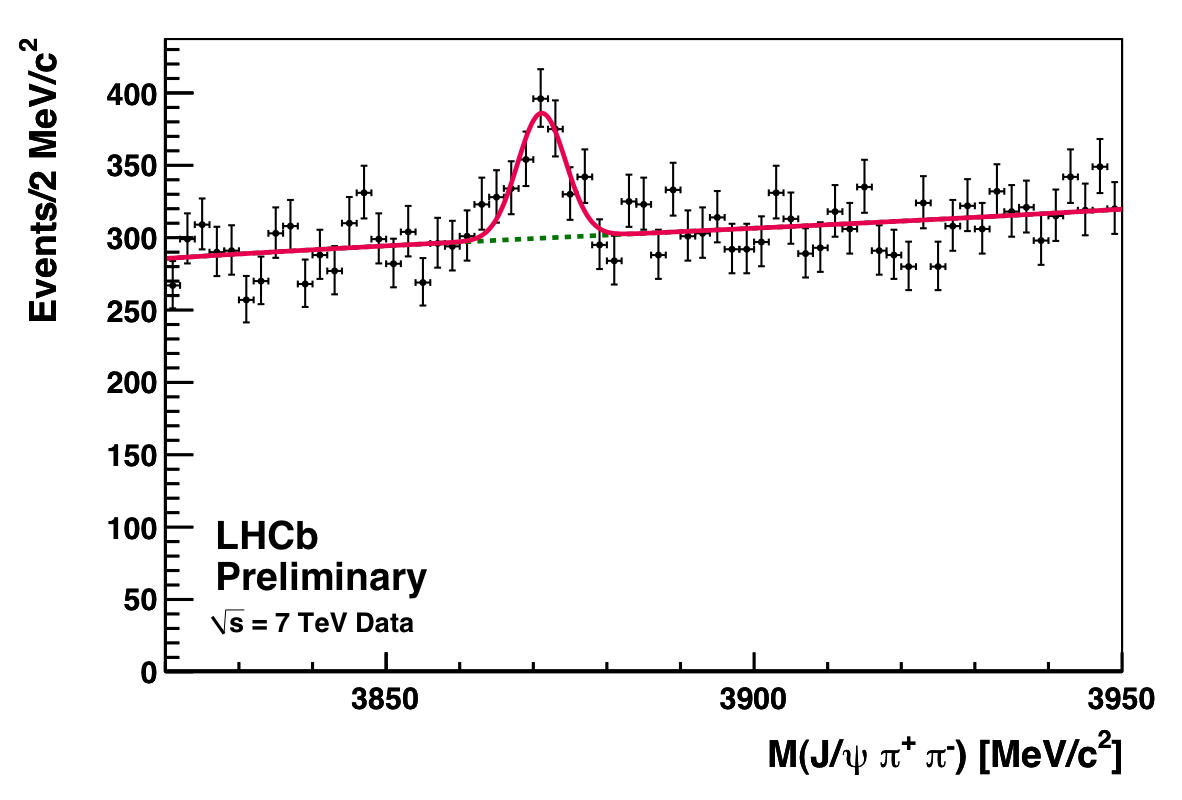 Events/2 MeV/c²
400
350
300
250
200
150
100
50
0
LHCb
Preliminary
√s = 7 TeV Data
3850 3900 3950
M(J/ψ π⁺ π⁻) [MeV/c²]